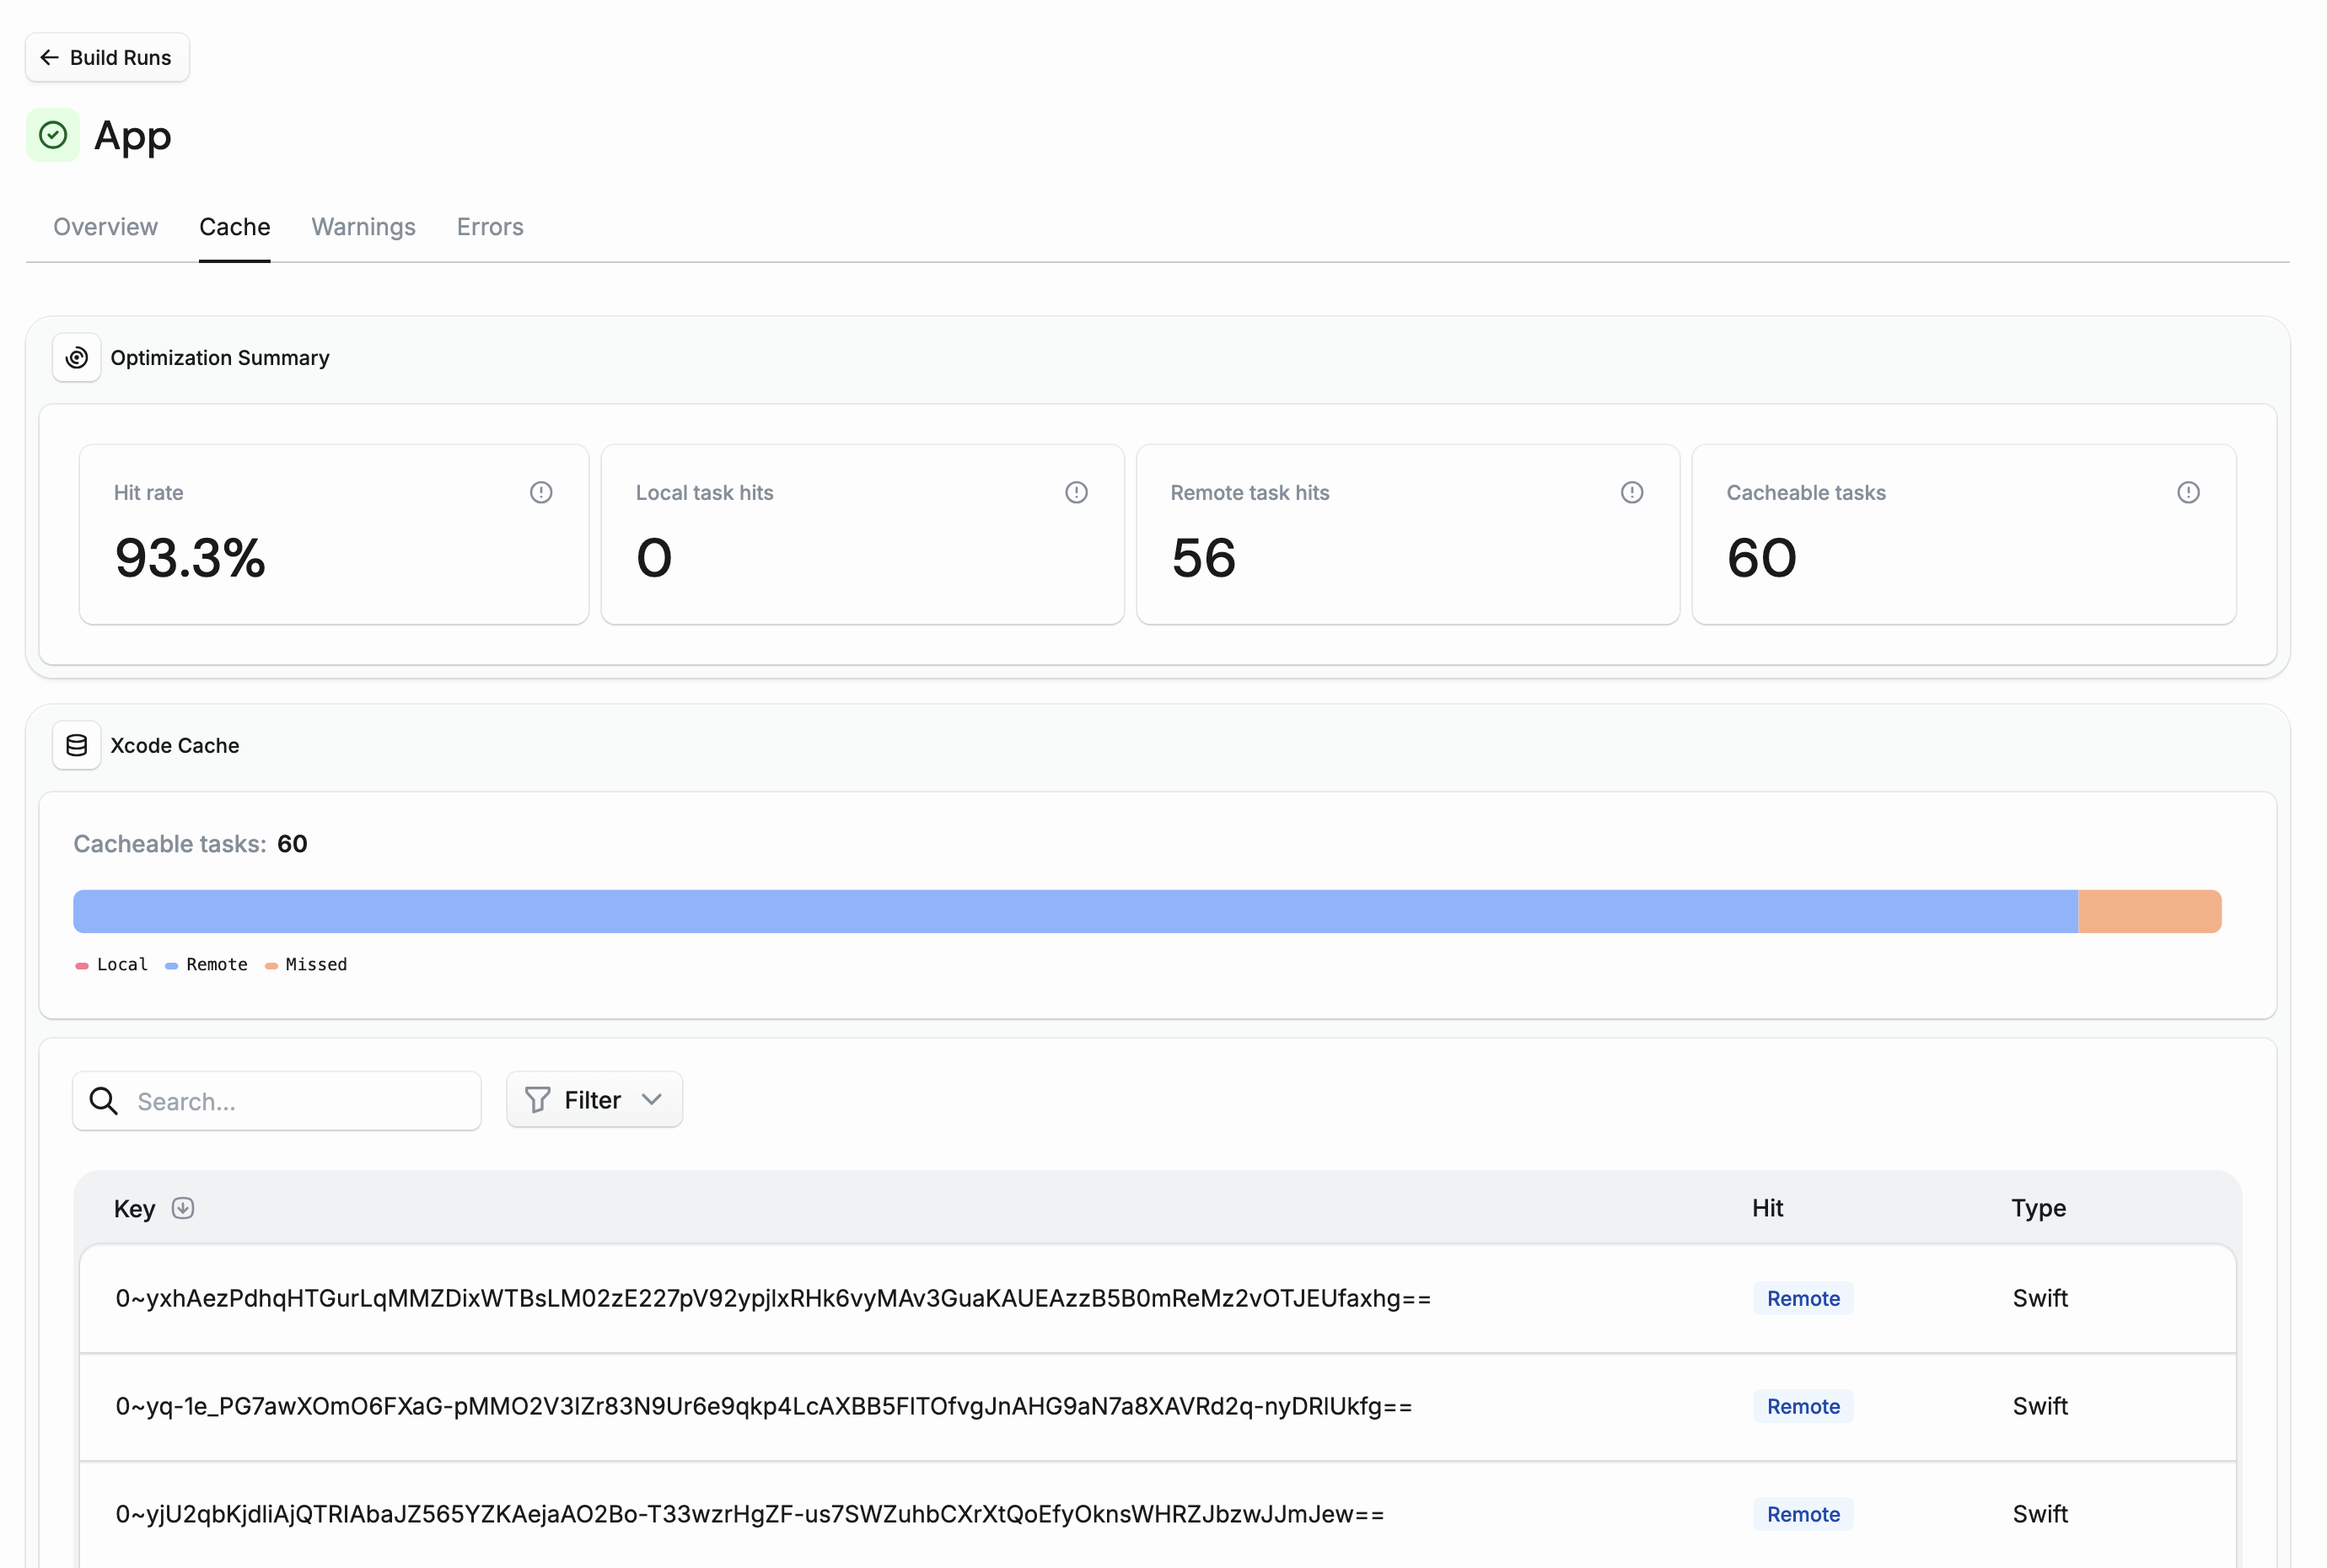 Build Runs
App
Overview Cache Warnings Errors
Optimization Summary
Hit rate Local task hits Remote task hits Cacheable tasks
93.3% 0 56 60
Xcode Cache
Cacheable tasks: 60
Local Remote Missed
Search... Filter
Key Hit Type
0~yxhAezPdhqHTGurLqMMZDixWTBsLM02zE227pV92ypjlxRHk6vyMAv3GuaKAUEAzzB5B0mReMz2vOTJEUfaxhg== Remote Swift
0~yq-1e_PG7awXOmO6FXaG-pMMO2V3IZr83N9Ur6e9qkp4LcAXBB5FITOfvgJnAHG9aN7a8XAVRd2q-nyDRlUkfg== Remote Swift
0~yjU2qbKjdliAjQTRlAbaJZ565YZKAejaAO2Bo-T33wzrHgZF-us7SWZuhbCXrXtQoEfyOknsWHRZJbzwJJmJew== Remote Swift